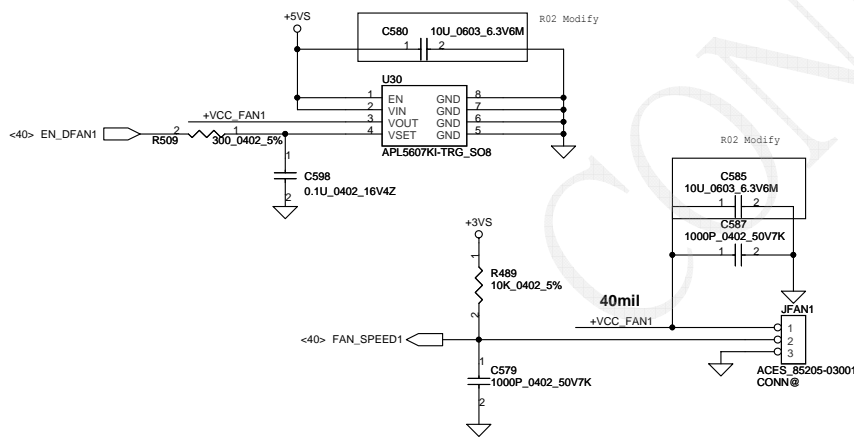 +5VS
C580 10U_0603_6.3V6M
1 2
R02 Modify
U30
1 EN GND 8
2 VIN GND 7
+VCC_FAN1 3 VOUT GND 6
<40> EN_DFAN1 2 1 4 VSET GND 5
R509 300_0402_5%
APL5607KI-TRG_SO8
1
C598
0.1U_0402_16V4Z
2
R02 Modify
C585
10U_0603_6.3V6M
1 2
C587
1000P_0402_50V7K
1 2
+3VS
1
R489
10K_0402_5%
2
40mil
+VCC_FAN1
JFAN1
1
2
3
ACES_85205-03001
CONN@
<40> FAN_SPEED1
1
C579
1000P_0402_50V7K
2
CON